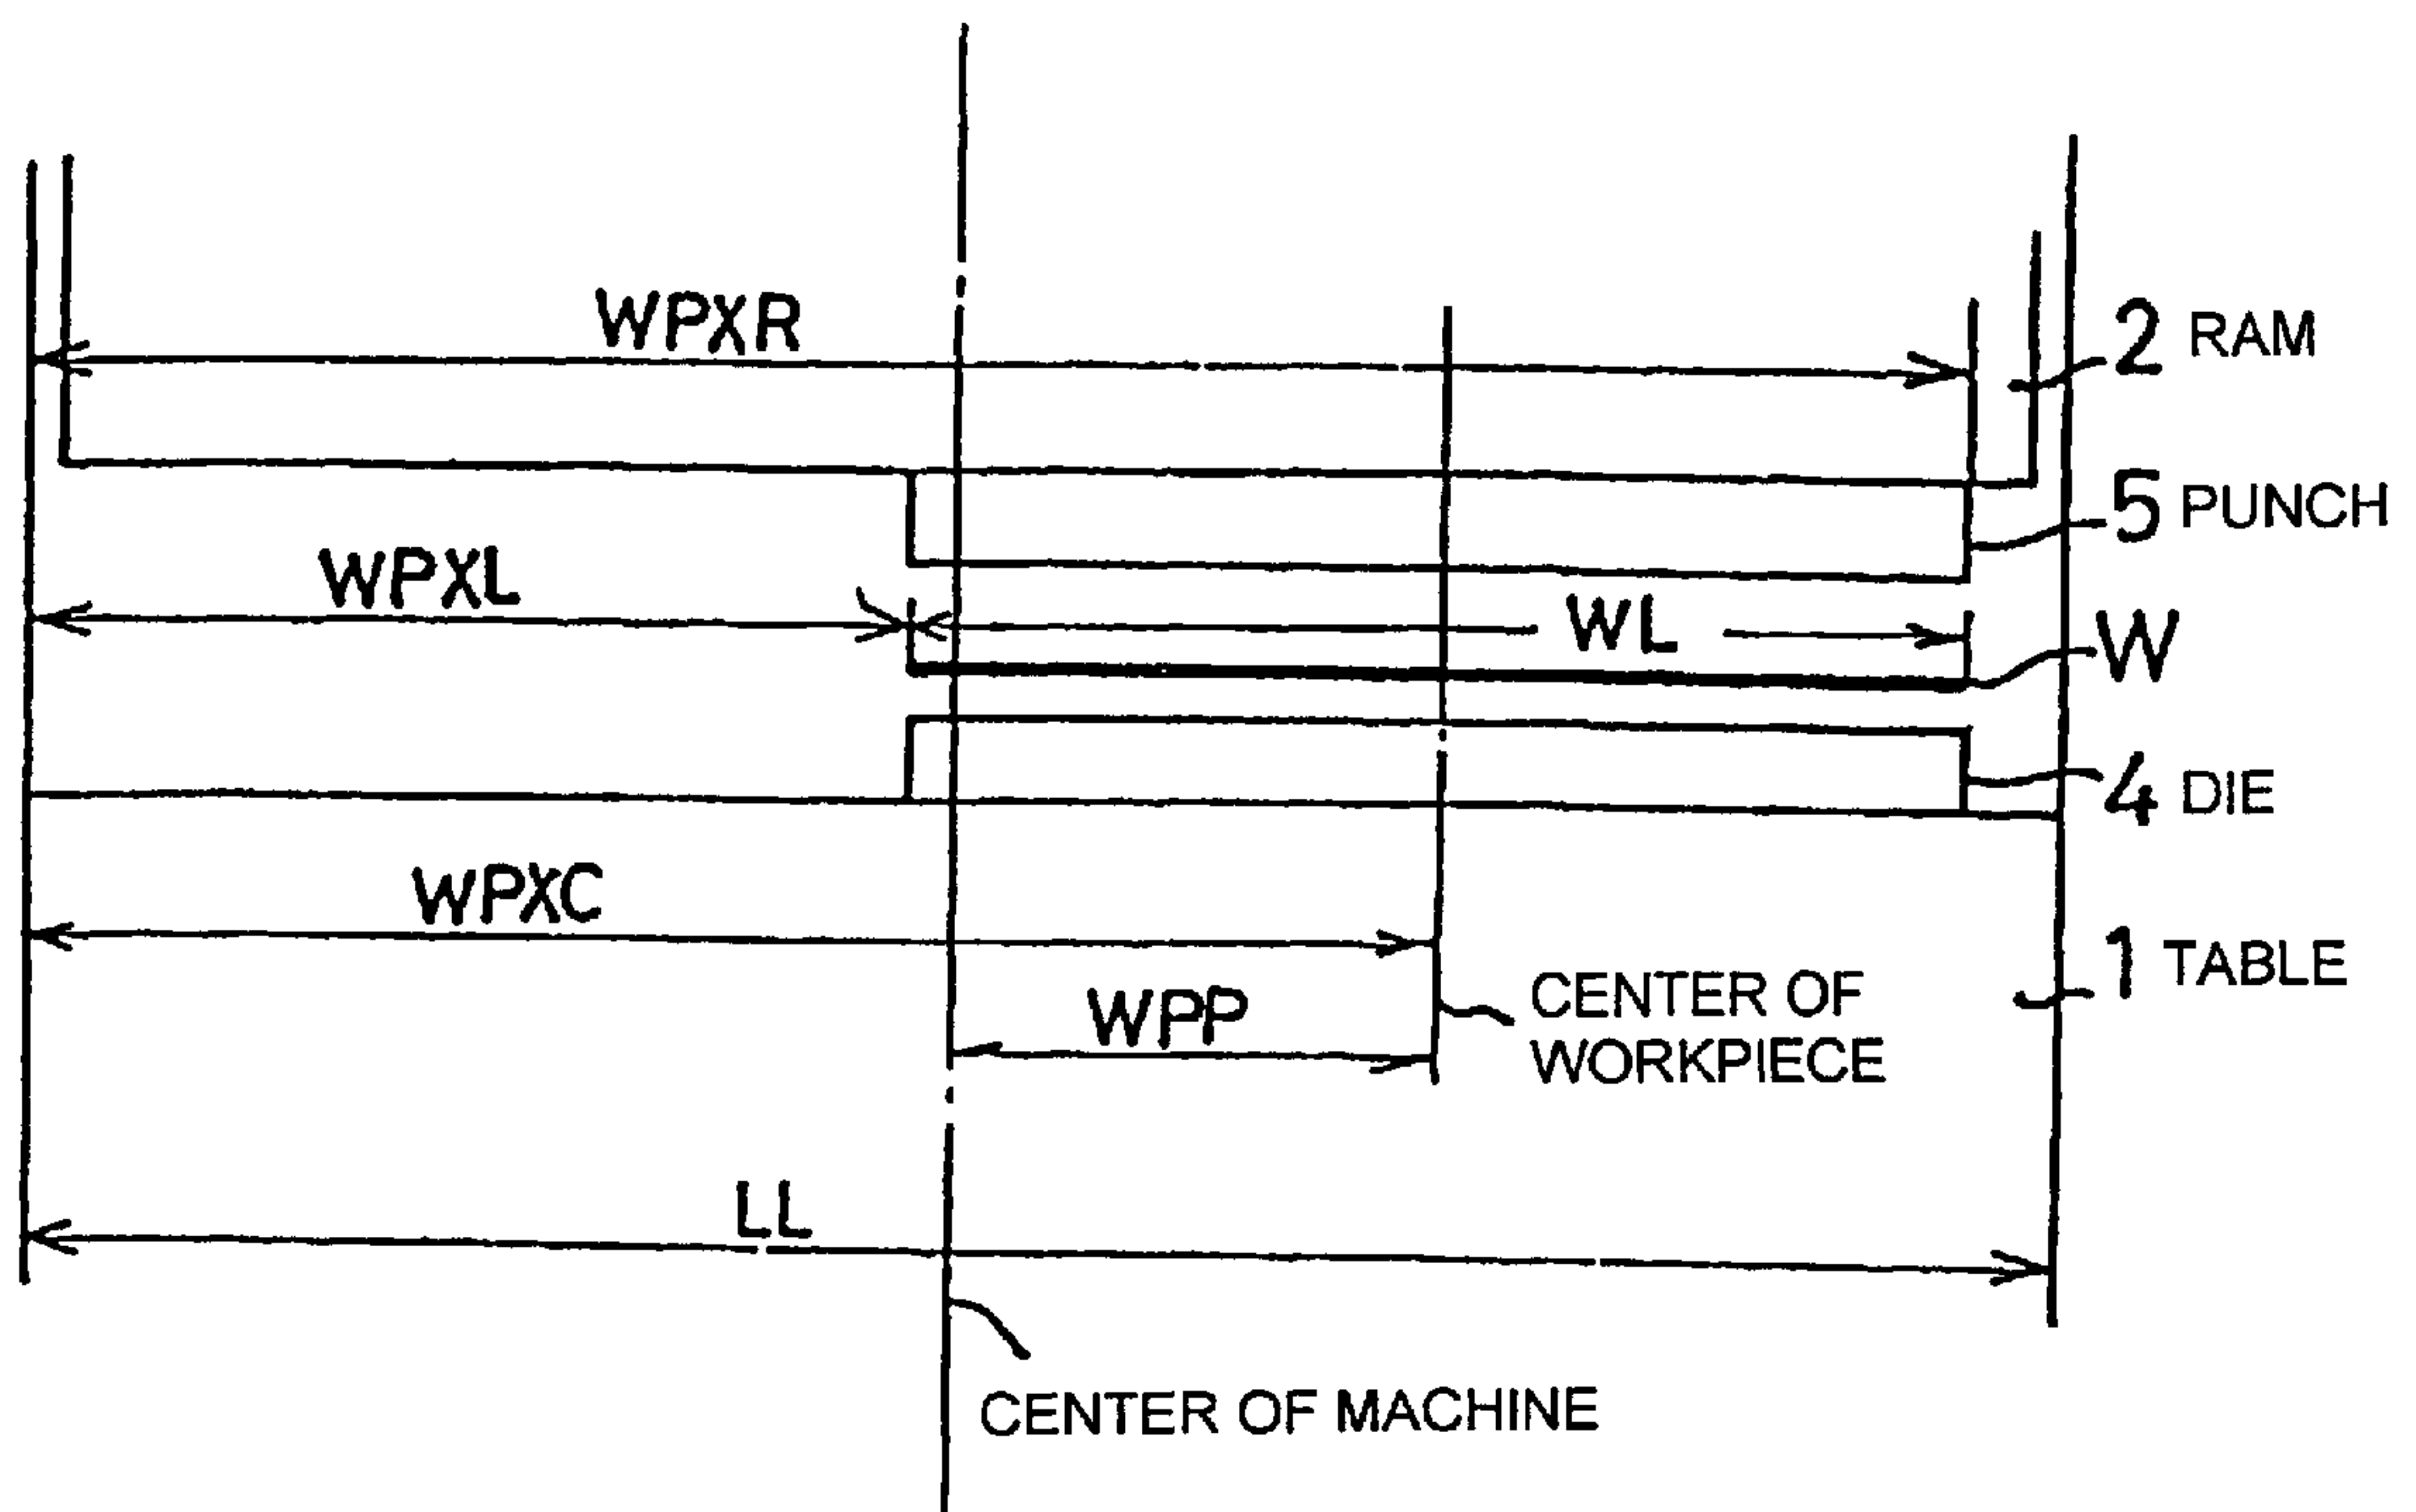 WPXR
2 RAM
5 PUNCH
WPXL
WL
W
4 DIE
WPXC
1 TABLE
WPP
CENTER OF
WORKPIECE
LL
CENTER OF MACHINE